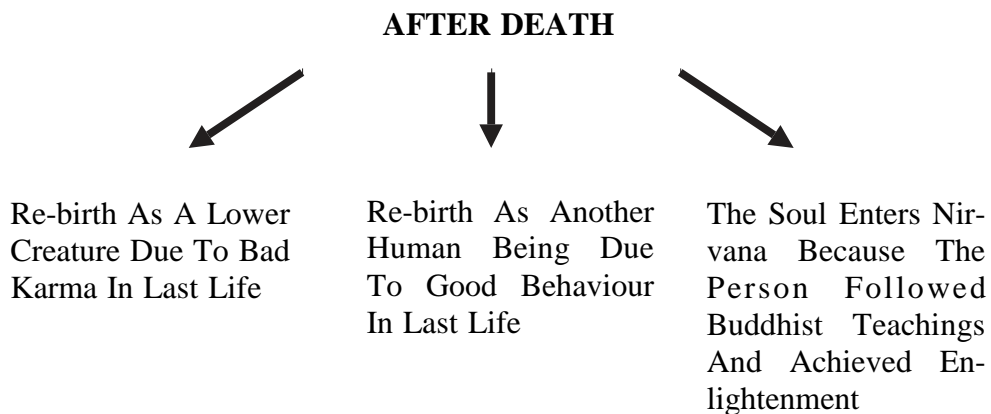 AFTER DEATH
Re-birth As A Lower
Creature Due To Bad
Karma In Last Life
Re-birth As Another
Human Being Due
To Good Behaviour
In Last Life
The Soul Enters Nir-
vana Because The
Person Followed
Buddhist Teachings
And Achieved En-
lightenment